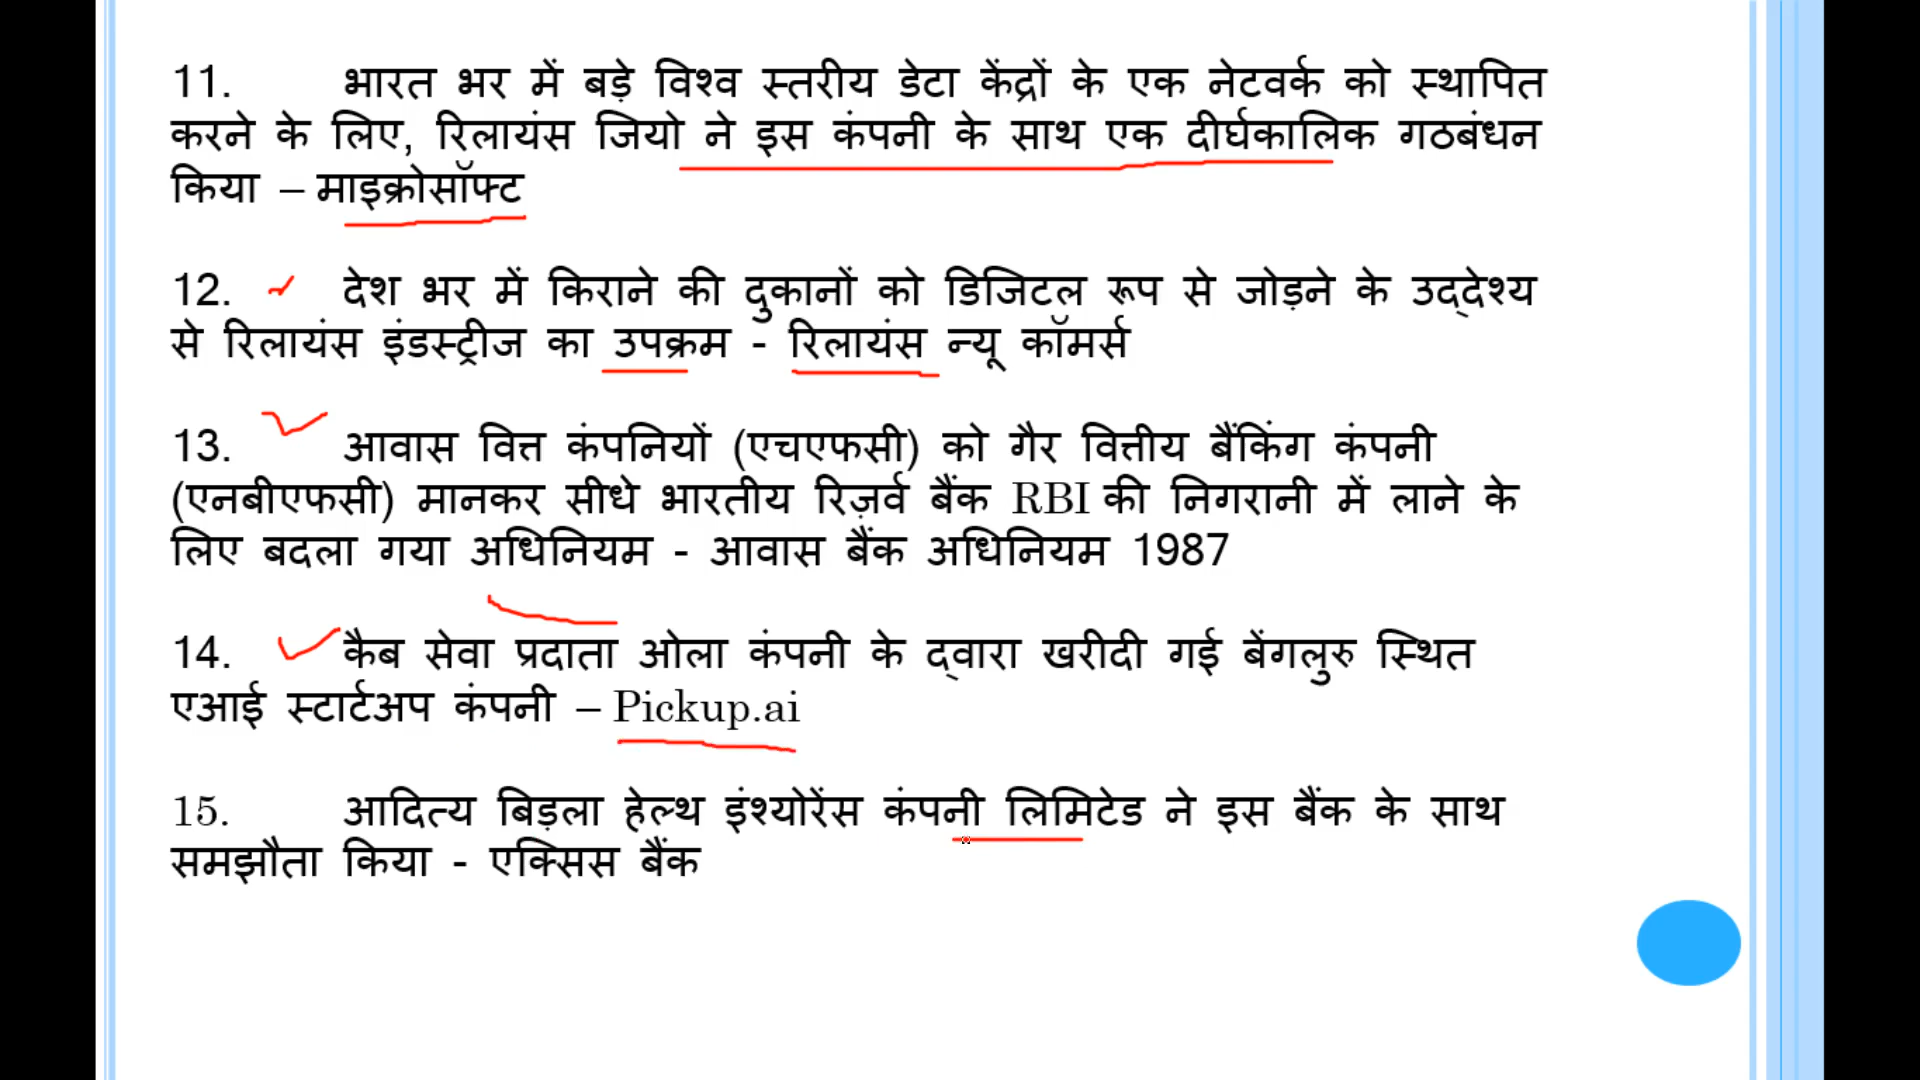 11. भारत भर में बड़े विश्व स्तरीय डेटा केंद्रों के एक नेटवर्क को स्थापित
करने के लिए, रिलायंस जियो ने इस कंपनी के साथ एक दीर्घकालिक गठबंधन
किया – माइक्रोसॉफ्ट
12. देश भर में किराने की दुकानों को डिजिटल रूप से जोड़ने के उद्देश्य
से रिलायंस इंडस्ट्रीज का उपक्रम - रिलायंस न्यू कॉमर्स
13. आवास वित्त कंपनियों (एचएफसी) को गैर वित्तीय बैंकिंग कंपनी
(एनबीएफसी) मानकर सीधे भारतीय रिज़र्व बैंक RBI की निगरानी में लाने के
लिए बदला गया अधिनियम - आवास बैंक अधिनियम 1987
14. कैब सेवा प्रदाता ओला कंपनी के द्वारा खरीदी गई बेंगलुरु स्थित
एआई स्टार्टअप कंपनी – Pickup.ai
15. आदित्य बिड़ला हेल्थ इंश्योरेंस कंपनी लिमिटेड ने इस बैंक के साथ
समझौता किया - एक्सिस बैंक